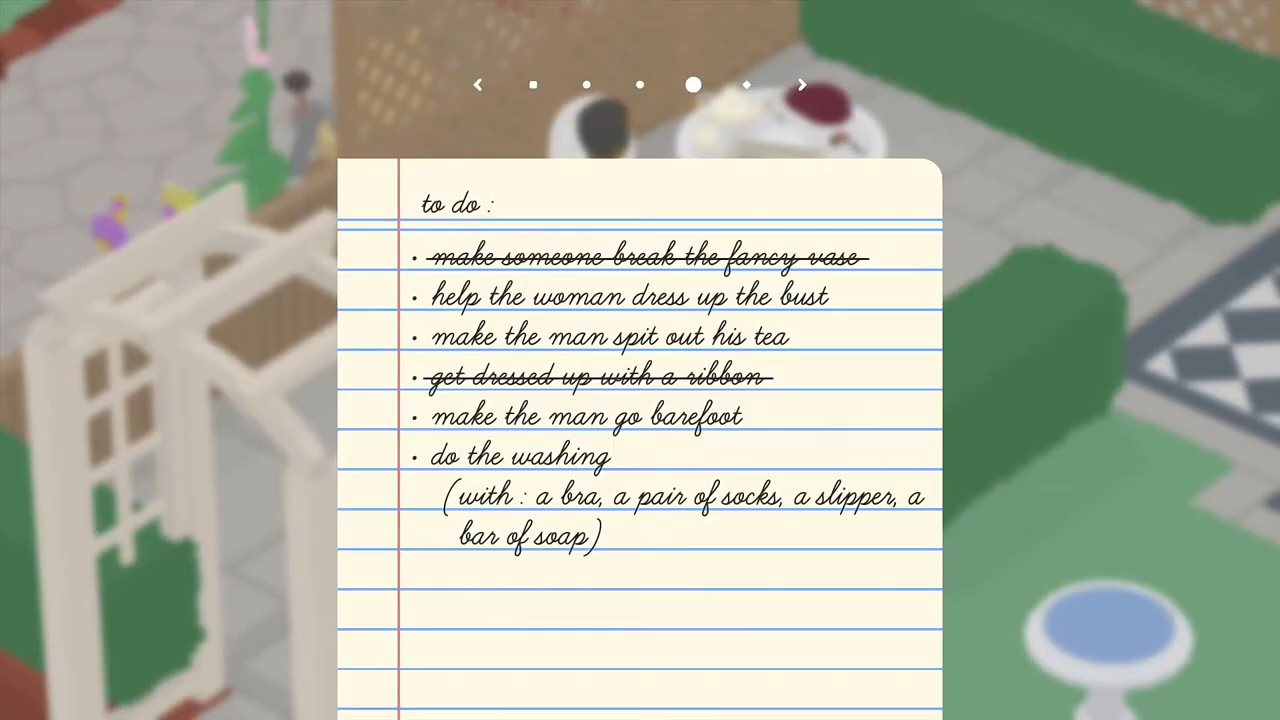 to do :
• make someone break the fancy vase
• help the woman dress up the bust
• make the man spit out his tea
• get dressed up with a ribbon
• make the man go barefoot
• do the washing
(with : a bra, a pair of socks, a slipper, a
bar of soap)